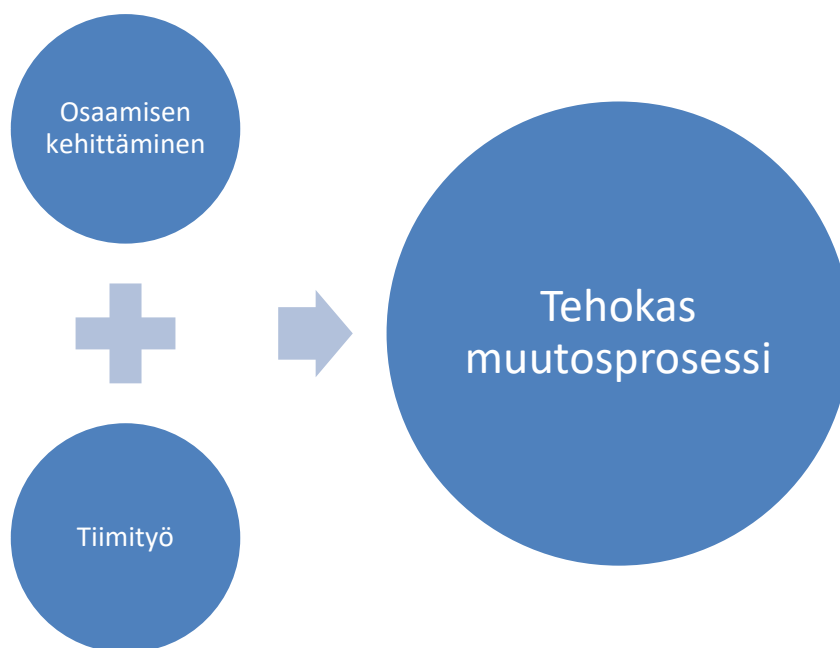 Osaamisen
kehittäminen
Tiimityö
Tehokas
muutosprosessi